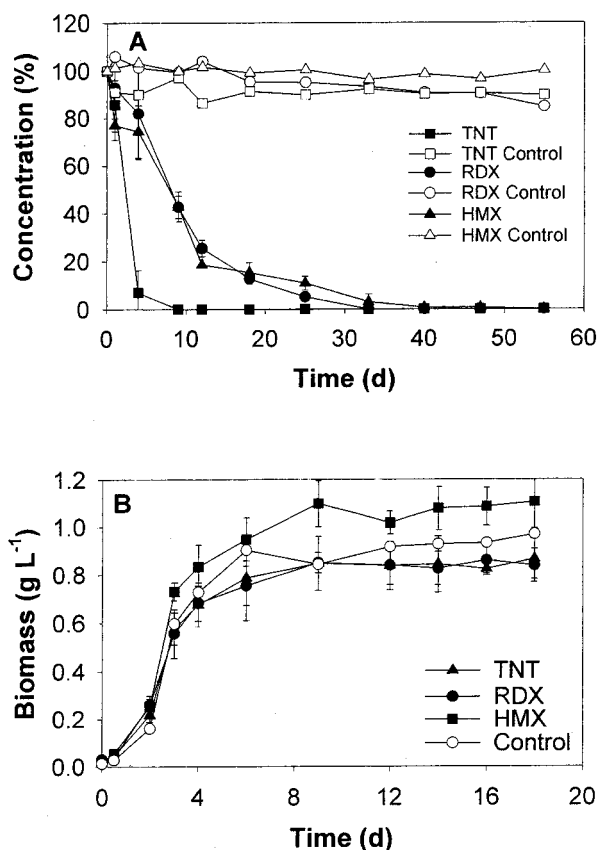 120
A
100
80
60
40
20
0
Concentration (%)
TNT
TNT Control
RDX
RDX Control
HMX
HMX Control
0 10 20 30 40 50 60
Time (d)
1.2
B
1.0
0.8
0.6
0.4
0.2
0.0
Biomass (g L⁻¹)
TNT
RDX
HMX
Control
0 4 8 12 16 20
Time (d)